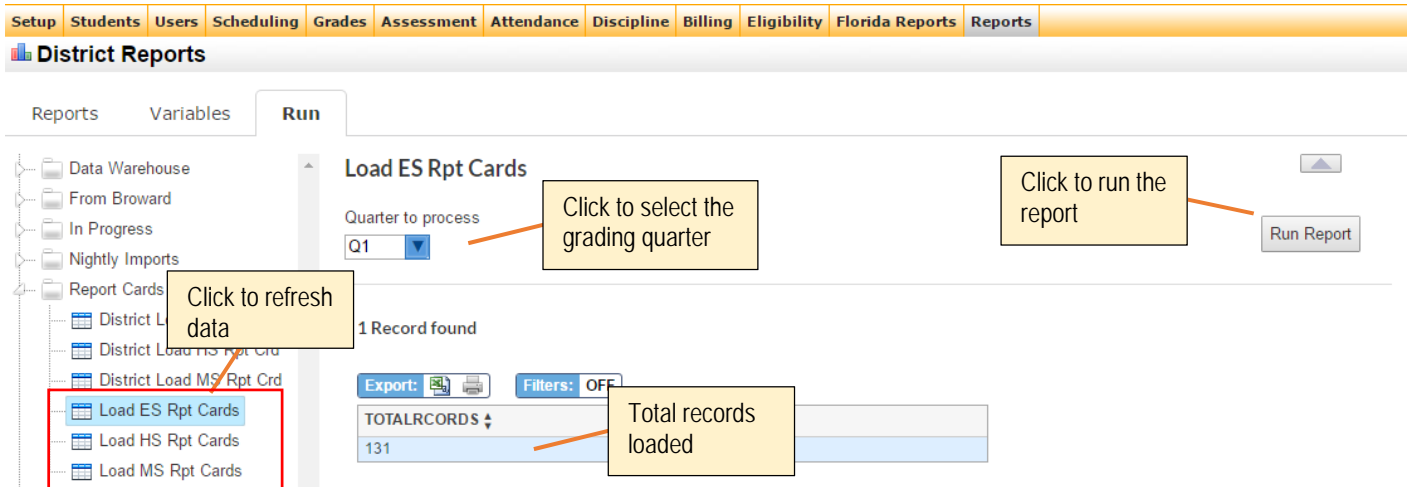 Setup Students Users Scheduling Grades Assessment Attendance Discipline Billing Eligibility Florida Reports Reports
District Reports
Reports Variables Run
Data Warehouse
From Broward
In Progress
Nightly Imports
Report Cards
District L
District Load HS Rpt Crd
District Load MS Rpt Crd
Load ES Rpt Cards
Load HS Rpt Cards
Load MS Rpt Cards
Click to refresh
data
Load ES Rpt Cards
Quarter to process
Q1
Click to select the
grading quarter
Click to run the
report
Run Report
1 Record found
Export: Filters: OFF
TOTALRCORDS
131
Total records
loaded